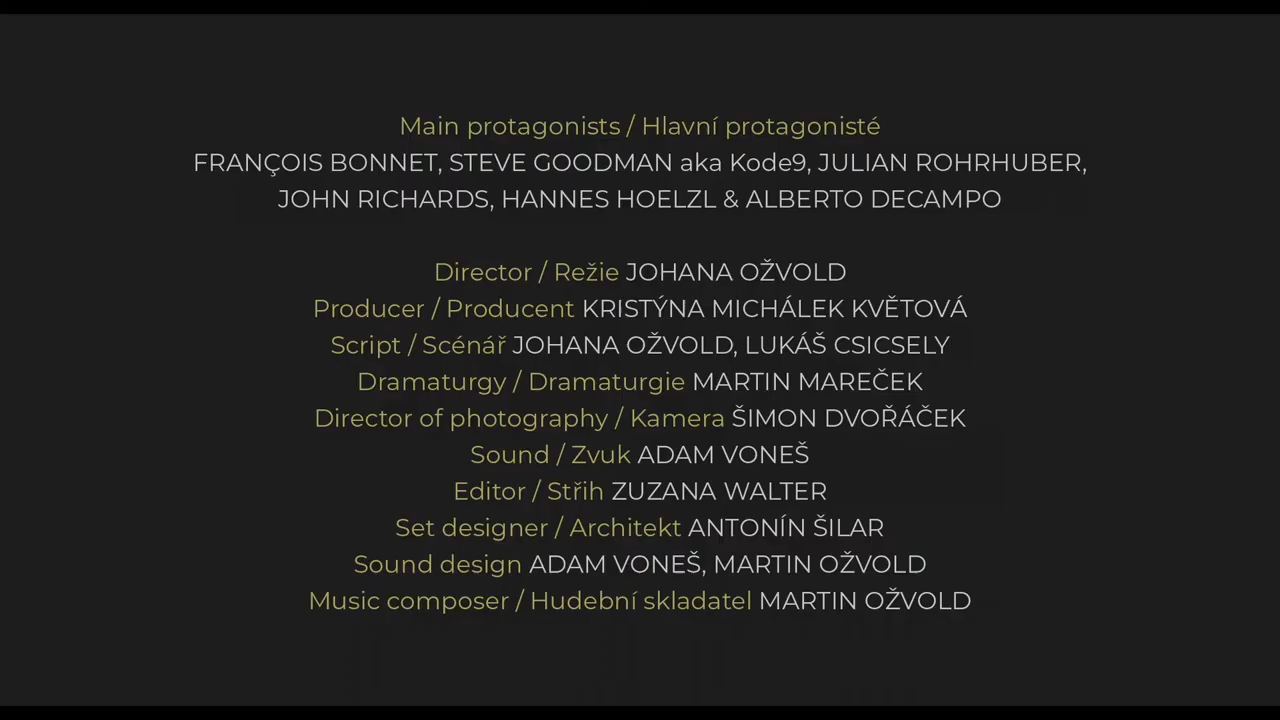 Main protagonists / Hlavní protagonisté
FRANÇOIS BONNET, STEVE GOODMAN aka Kode9, JULIAN ROHRHUBER,
JOHN RICHARDS, HANNES HOELZL & ALBERTO DECAMPO
Director / Režie JOHANA OŽVOLD
Producer / Producent KRISTÝNA MICHÁLEK KVĚTOVÁ
Script / Scénář JOHANA OŽVOLD, LUKÁŠ CSICSELY
Dramaturgy / Dramaturgie MARTIN MAREČEK
Director of photography / Kamera ŠIMON DVOŘÁČEK
Sound / Zvuk ADAM VONEŠ
Editor / Střih ZUZANA WALTER
Set designer / Architekt ANTONÍN ŠILAR
Sound design ADAM VONEŠ, MARTIN OŽVOLD
Music composer / Hudební skladatel MARTIN OŽVOLD